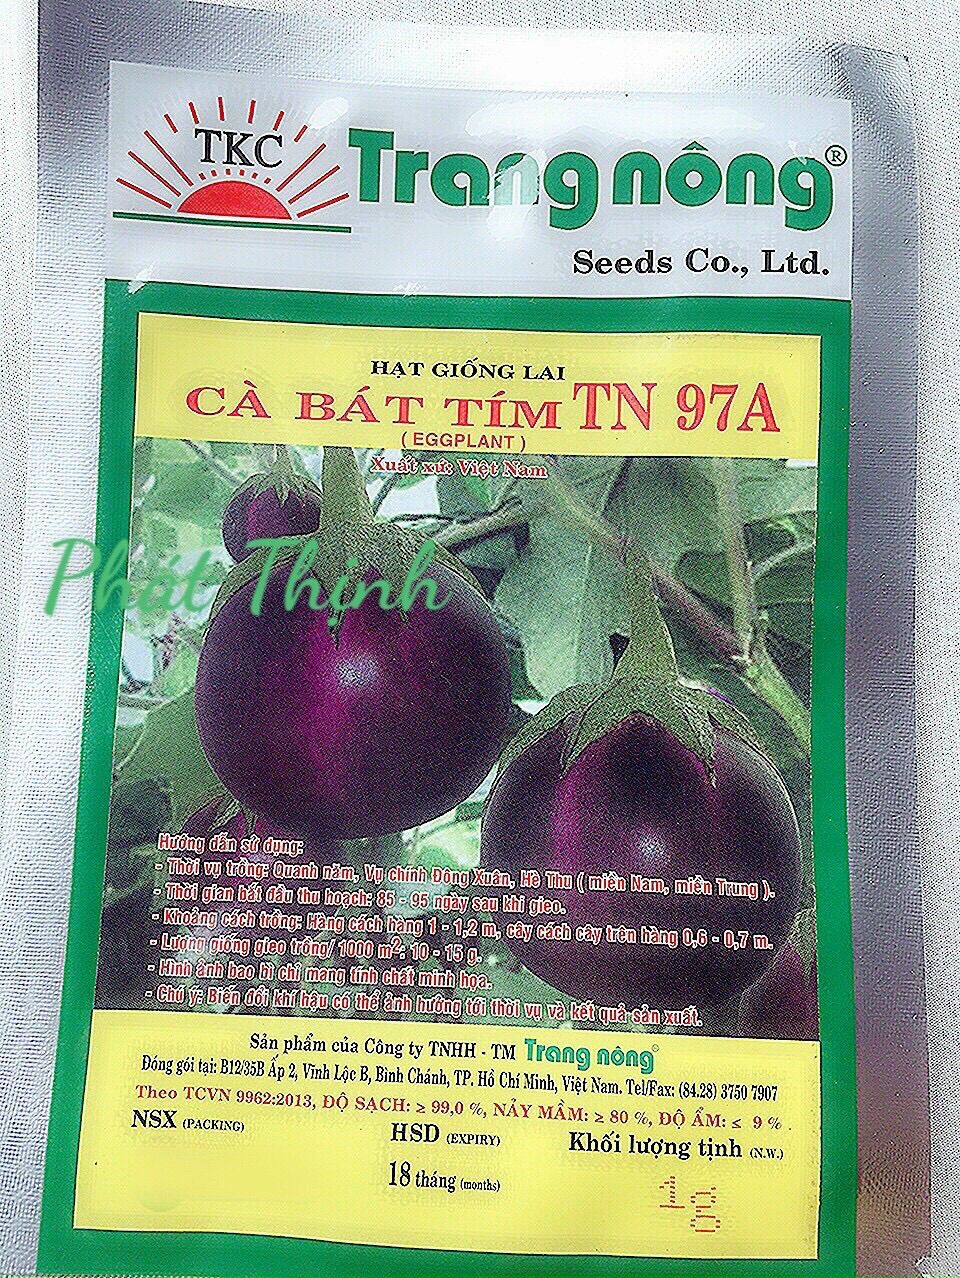 TKC
Trang nông®
Seeds Co., Ltd.
HẠT GIỐNG LAI
CÀ BÁT TÍM TN 97A
( EGGPLANT )
Xuất xứ: Việt Nam
Phát Thịnh
Hướng dẫn sử dụng:
- Thời vụ trồng: Quanh năm, Vụ chính Đông Xuân, Hè Thu ( miền Nam, miền Trung ).
- Thời gian bắt đầu thu hoạch: 85 - 95 ngày sau khi gieo.
- Khoảng cách trồng: Hàng cách hàng 1 - 1,2 m, cây cách cây trên hàng 0,6 - 0,7 m.
- Lượng giống gieo trồng/ 1000 m²: 10 - 15 g.
- Hình ảnh bao bì chỉ mang tính chất minh họa.
- Chú ý: Biến đổi khí hậu có thể ảnh hưởng tới thời vụ và kết quả sản xuất.
Sản phẩm của Công ty TNHH - TM Trang nông®
Đóng gói tại: B12/35B Ấp 2, Vĩnh Lộc B, Bình Chánh, TP. Hồ Chí Minh, Việt Nam. Tel/Fax: (84.28) 3750 7907
Theo TCVN 9962:2013, ĐỘ SẠCH: ≥ 99,0 %, NẢY MẦM: ≥ 80 %, ĐỘ ẨM: ≤ 9 % .
NSX (PACKING)
HSD (EXPIRY)
Khối lượng tịnh (N.W.)
18 tháng (months)
1g